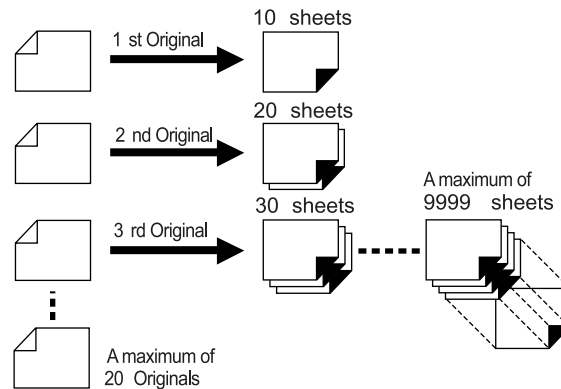 10 sheets
1 st Original
20 sheets
2 nd Original
A maximum of
9999 sheets
30 sheets
3 rd Original
A maximum of
20 Originals